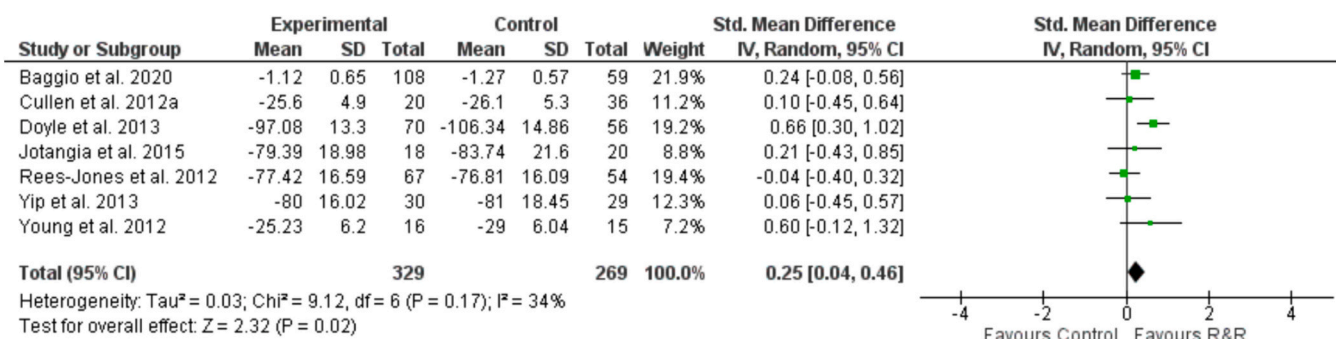 Experimental Control Std. Mean Difference Std. Mean Difference
Study or Subgroup Mean SD Total Mean SD Total Weight IV, Random, 95% CI IV, Random, 95% CI
Baggio et al. 2020 -1.12 0.65 108 -1.27 0.57 59 21.9% 0.24 [-0.08, 0.56]
Cullen et al. 2012a -25.6 4.9 20 -26.1 5.3 36 11.2% 0.10 [-0.45, 0.64]
Doyle et al. 2013 -97.08 13.3 70 -106.34 14.86 56 19.2% 0.66 [0.30, 1.02]
Jotangia et al. 2015 -79.39 18.98 18 -83.74 21.6 20 8.8% 0.21 [-0.43, 0.85]
Rees-Jones et al. 2012 -77.42 16.59 67 -76.81 16.09 54 19.4% -0.04 [-0.40, 0.32]
Yip et al. 2013 -80 16.02 30 -81 18.45 29 12.3% 0.06 [-0.45, 0.57]
Young et al. 2012 -25.23 6.2 16 -29 6.04 15 7.2% 0.60 [-0.12, 1.32]
Total (95% CI) 329 269 100.0% 0.25 [0.04, 0.46]
Heterogeneity: Tau² = 0.03; Chi² = 9.12, df = 6 (P = 0.17); I² = 34%
Test for overall effect: Z = 2.32 (P = 0.02)
-4 -2 0 2 4
Favours Control Favours R&R